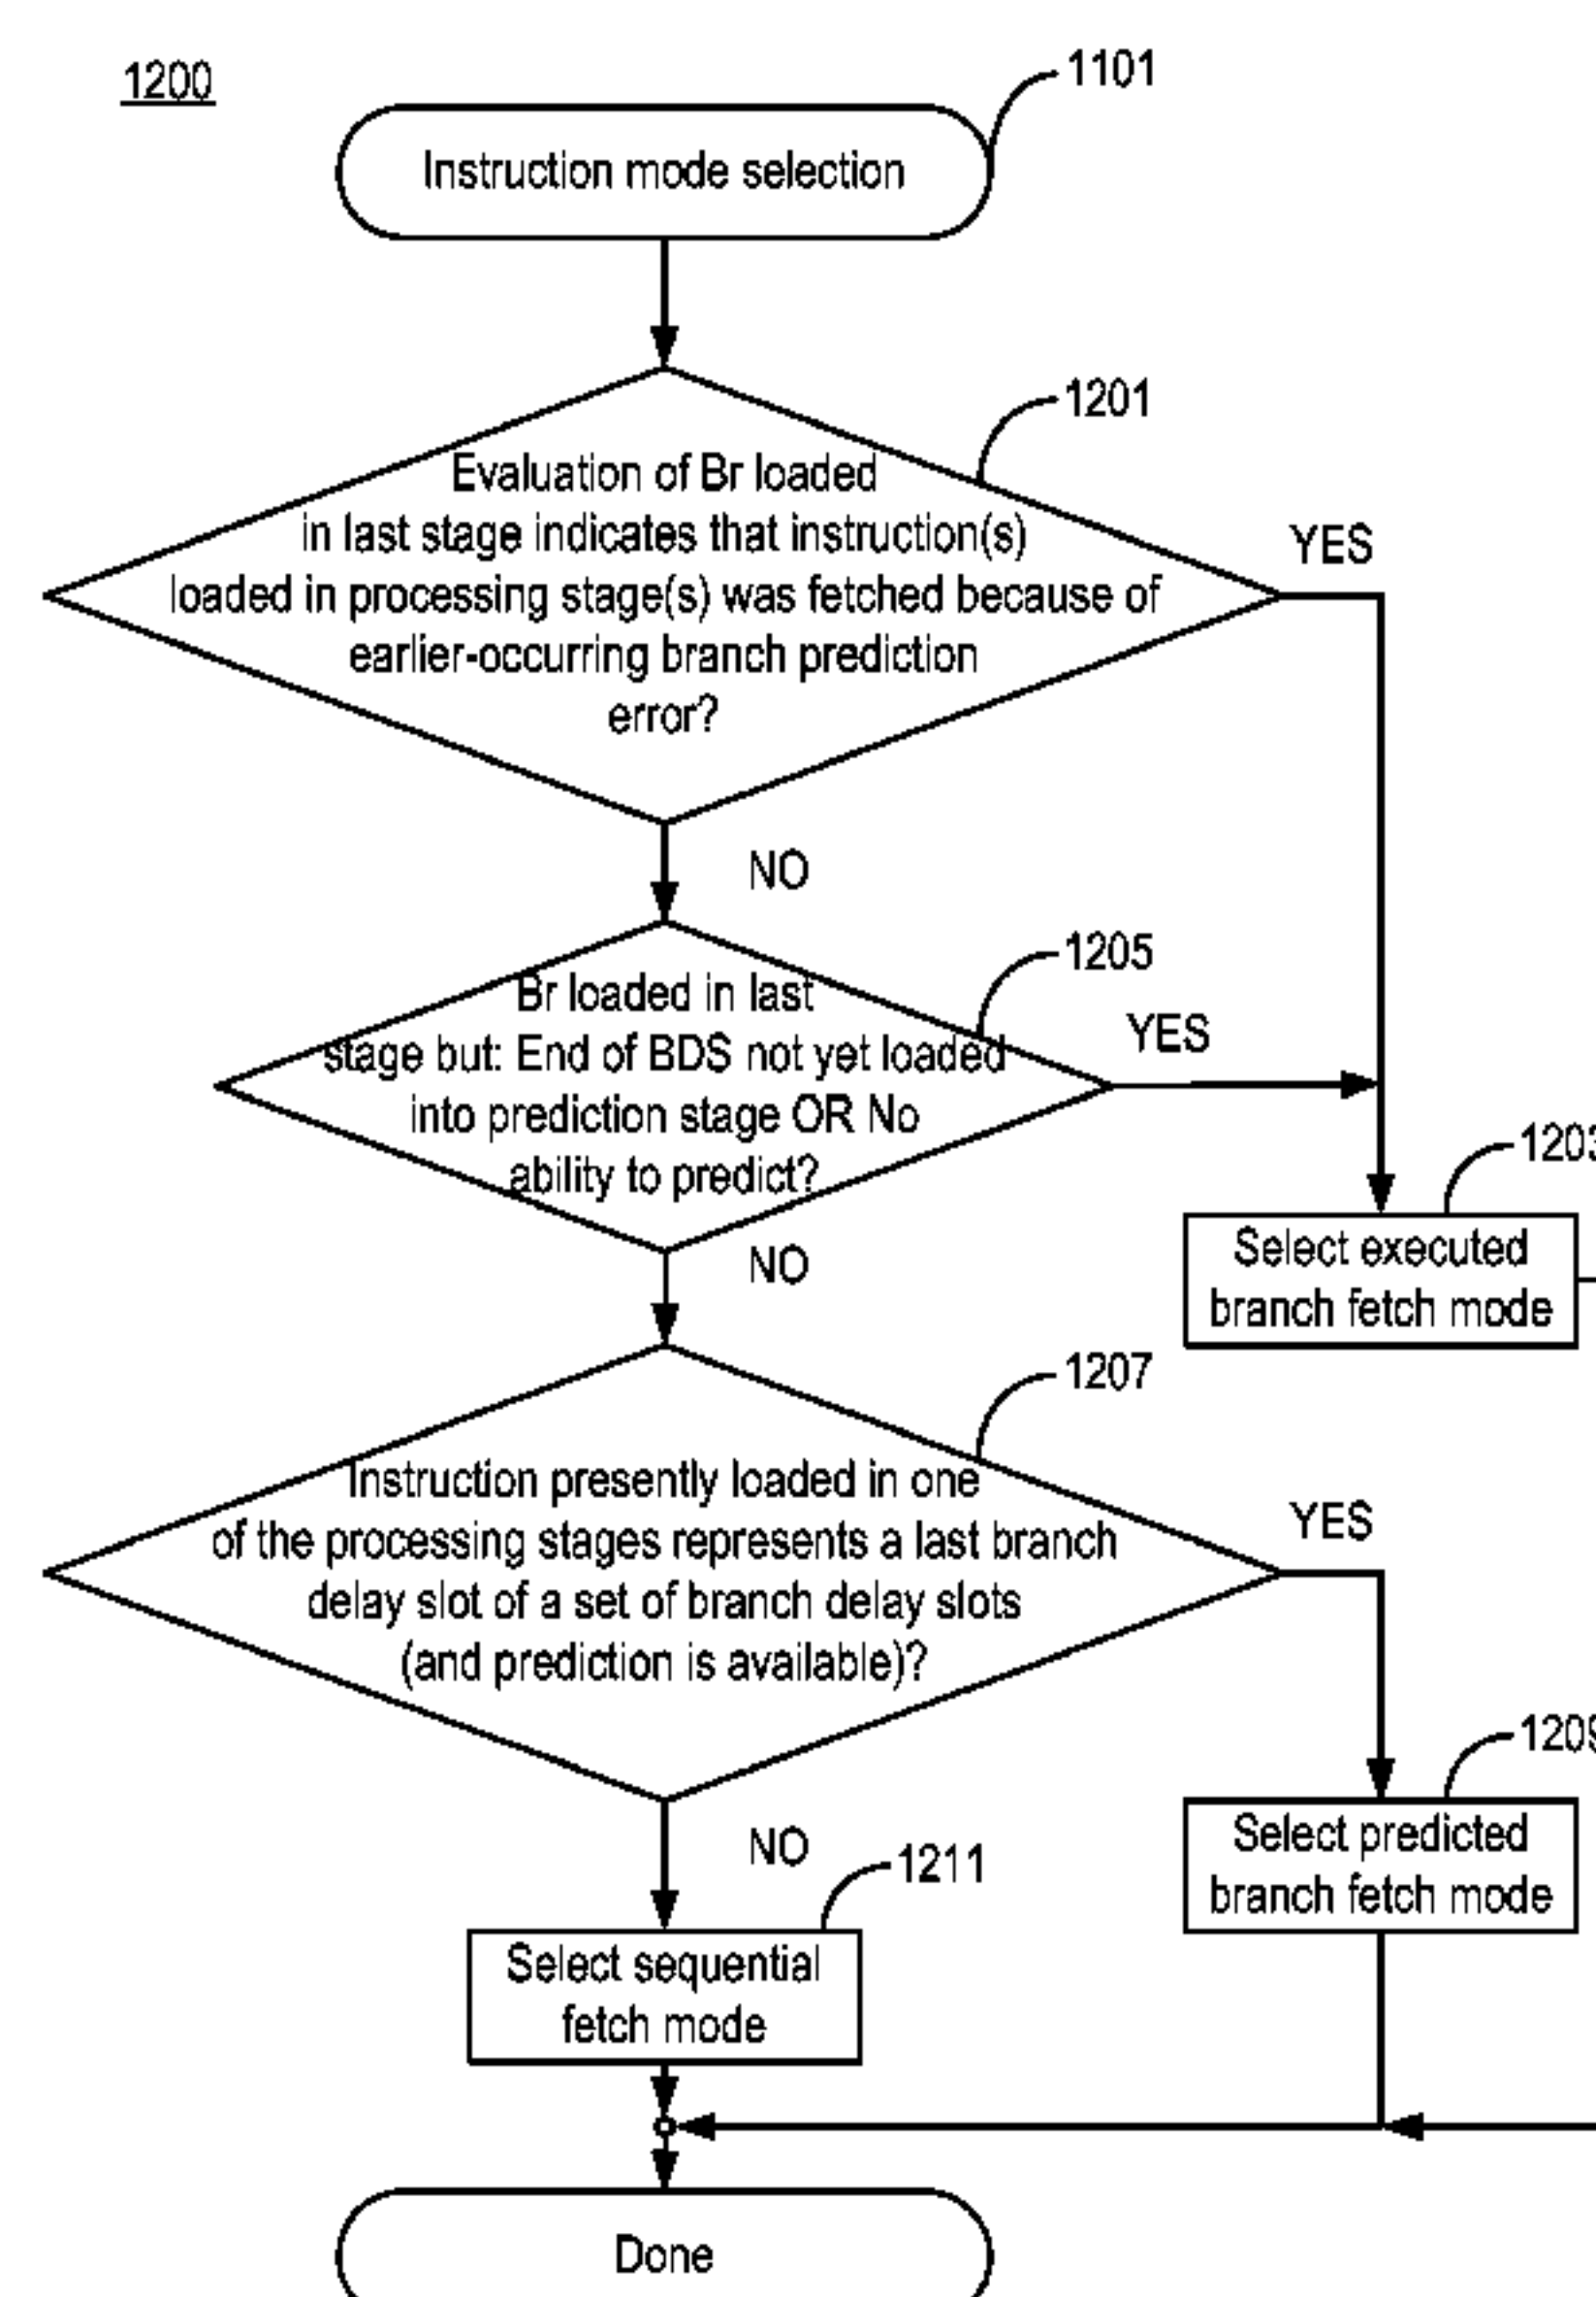 1200
1101
Instruction mode selection
1201
Evaluation of Br loaded
in last stage indicates that instruction(s)
loaded in processing stage(s) was fetched because of
earlier-occurring branch prediction
error?
YES
NO
1205
Br loaded in last
stage but: End of BDS not yet loaded
into prediction stage OR No
ability to predict?
YES
1203
Select executed
branch fetch mode
NO
1207
Instruction presently loaded in one
of the processing stages represents a last branch
delay slot of a set of branch delay slots
(and prediction is available)?
YES
1209
Select predicted
branch fetch mode
NO
1211
Select sequential
fetch mode
Done